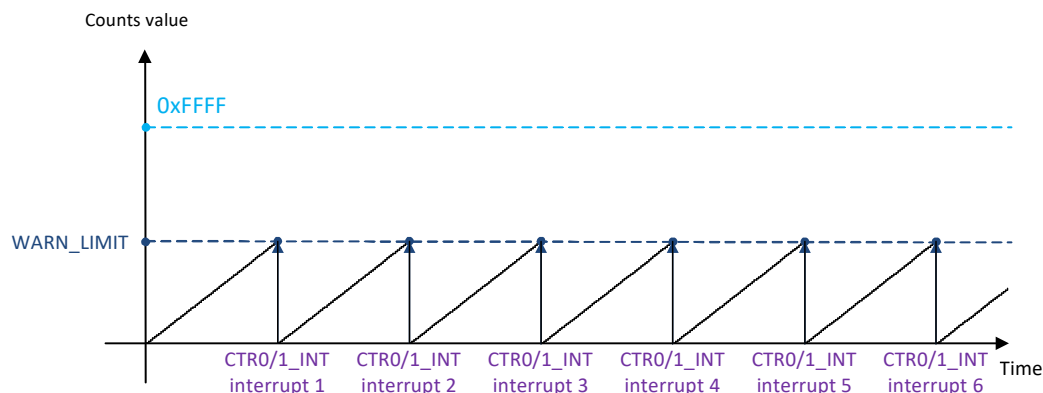 Counts value
0xFFFF
WARN_LIMIT
CTR0/1_INT
interrupt 1
CTR0/1_INT
interrupt 2
CTR0/1_INT
interrupt 3
CTR0/1_INT
interrupt 4
CTR0/1_INT
interrupt 5
CTR0/1_INT
interrupt 6
Time